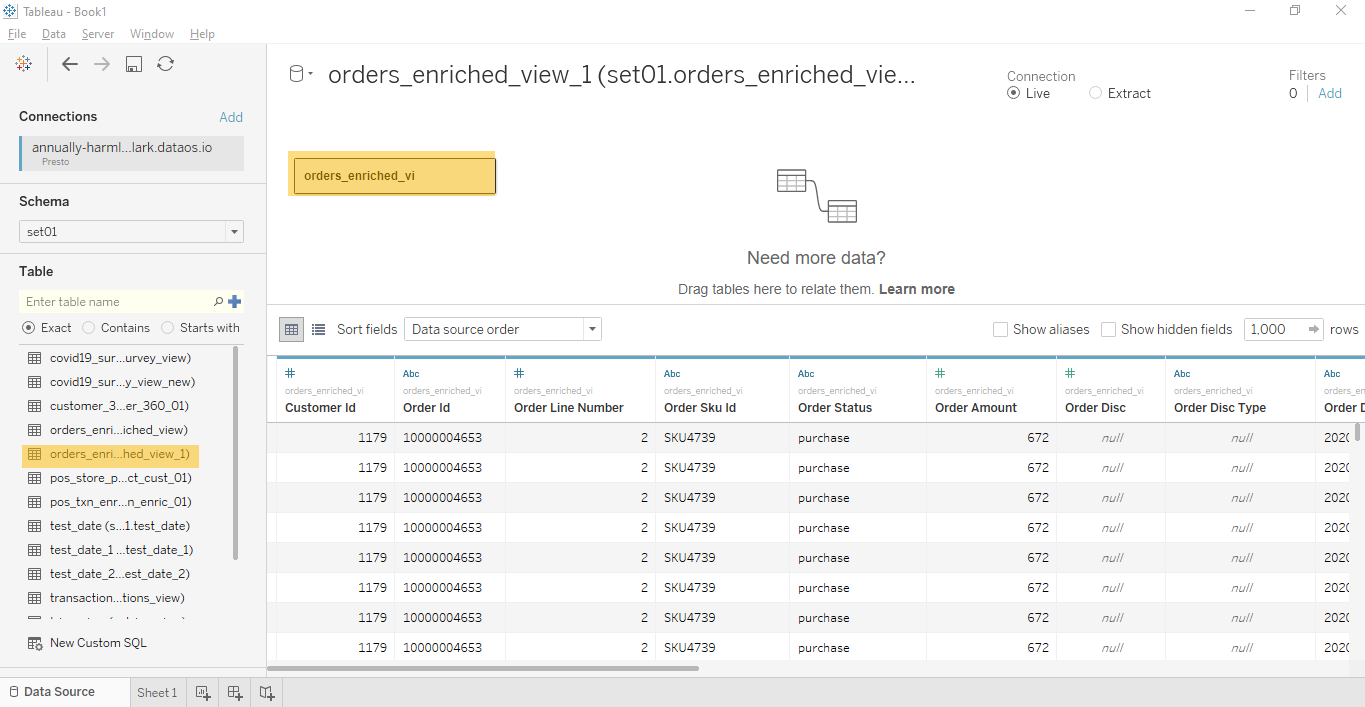 Tableau - Book1
File Data Server Window Help
orders_enriched_view_1 (set01.orders_enriched_vie...
Connection
Live Extract
Filters
0 Add
Connections Add
annually-harml...lark.dataos.io
Presto
Schema
set01
Table
Enter table name
Exact Contains Starts with
covid19_sur...urvey_view)
covid19_sur...y_view_new)
customer_3...er_360_01)
orders_enri...iched_view)
orders_enri...hed_view_1)
pos_store_p...ct_cust_01)
pos_txn_enr...n_enric_01)
test_date (s...1.test_date)
test_date_1 ...test_date_1)
test_date_2...est_date_2)
transaction...tions_view)
New Custom SQL
orders_enriched_vi
Need more data?
Drag tables here to relate them. Learn more
Sort fields Data source order Show aliases Show hidden fields 1,000 rows
# Abc # Abc Abc # # Abc Abc
orders_enriched_vi orders_enriched_vi orders_enriched_vi orders_enriched_vi orders_enriched_vi orders_enriched_vi orders_enriched_vi orders_enriched_vi orders_en
Customer Id Order Id Order Line Number Order Sku Id Order Status Order Amount Order Disc Order Disc Type Order D
1179 10000004653 2 SKU4739 purchase 672 null null 2020
1179 10000004653 2 SKU4739 purchase 672 null null 2020
1179 10000004653 2 SKU4739 purchase 672 null null 2020
1179 10000004653 2 SKU4739 purchase 672 null null 2020
1179 10000004653 2 SKU4739 purchase 672 null null 2020
1179 10000004653 2 SKU4739 purchase 672 null null 2020
1179 10000004653 2 SKU4739 purchase 672 null null 2020
1179 10000004653 2 SKU4739 purchase 672 null null 2020
Data Source Sheet 1